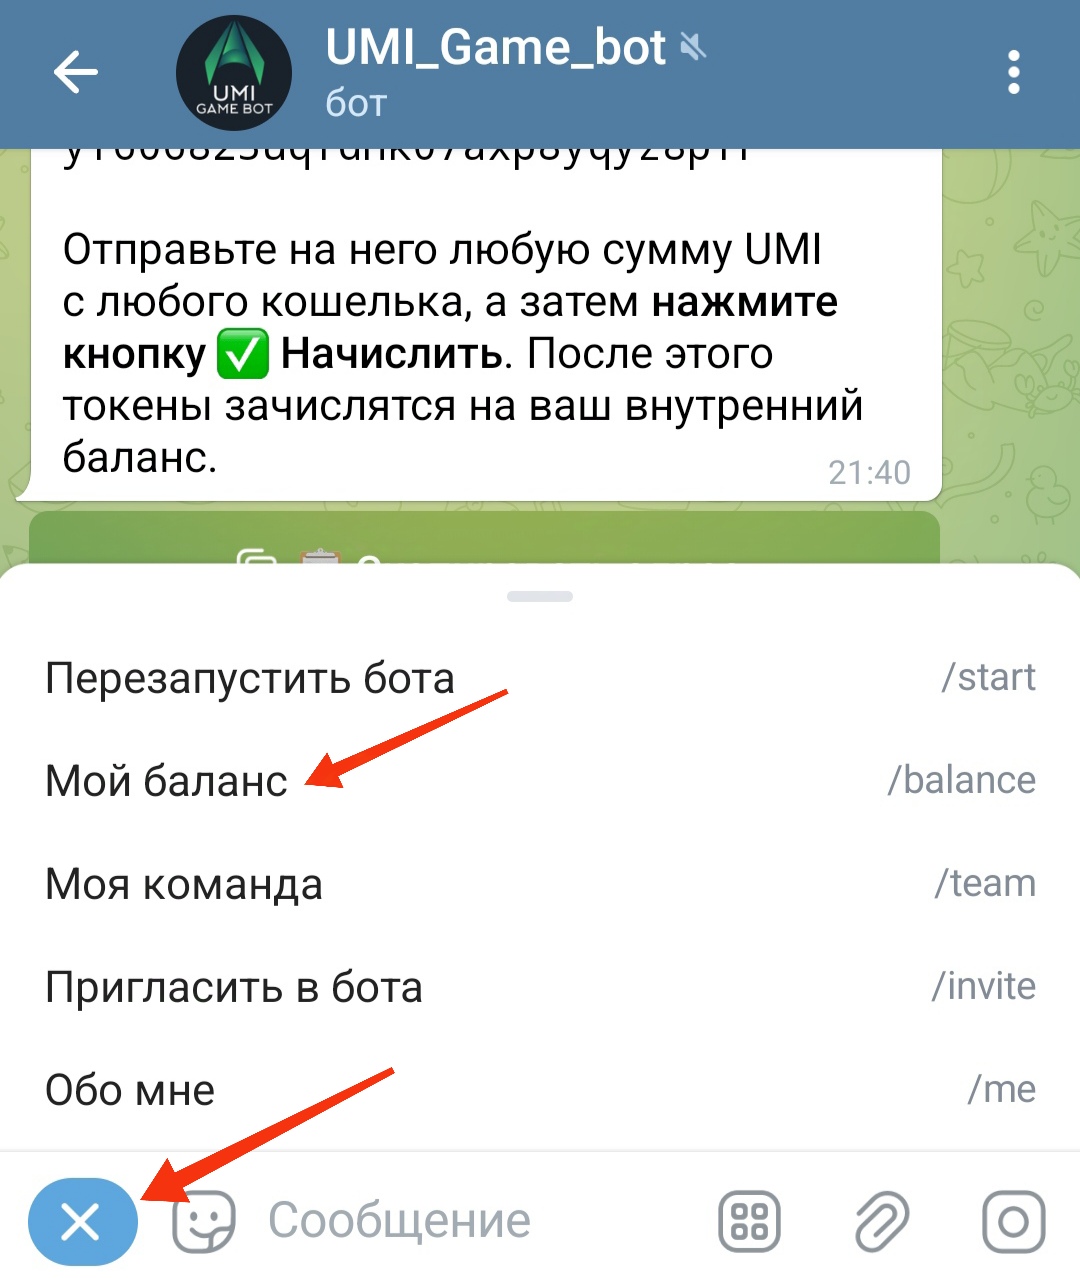 UMI_Game_bot
бот
UMI
GAME BOT
Отправьте на него любую сумму UMI
с любого кошелька, а затем нажмите
кнопку ✅ Начислить. После этого
токены зачислятся на ваш внутренний
баланс.
21:40
Перезапустить бота /start
Мой баланс /balance
Моя команда /team
Пригласить в бота /invite
Обо мне /me
Сообщение